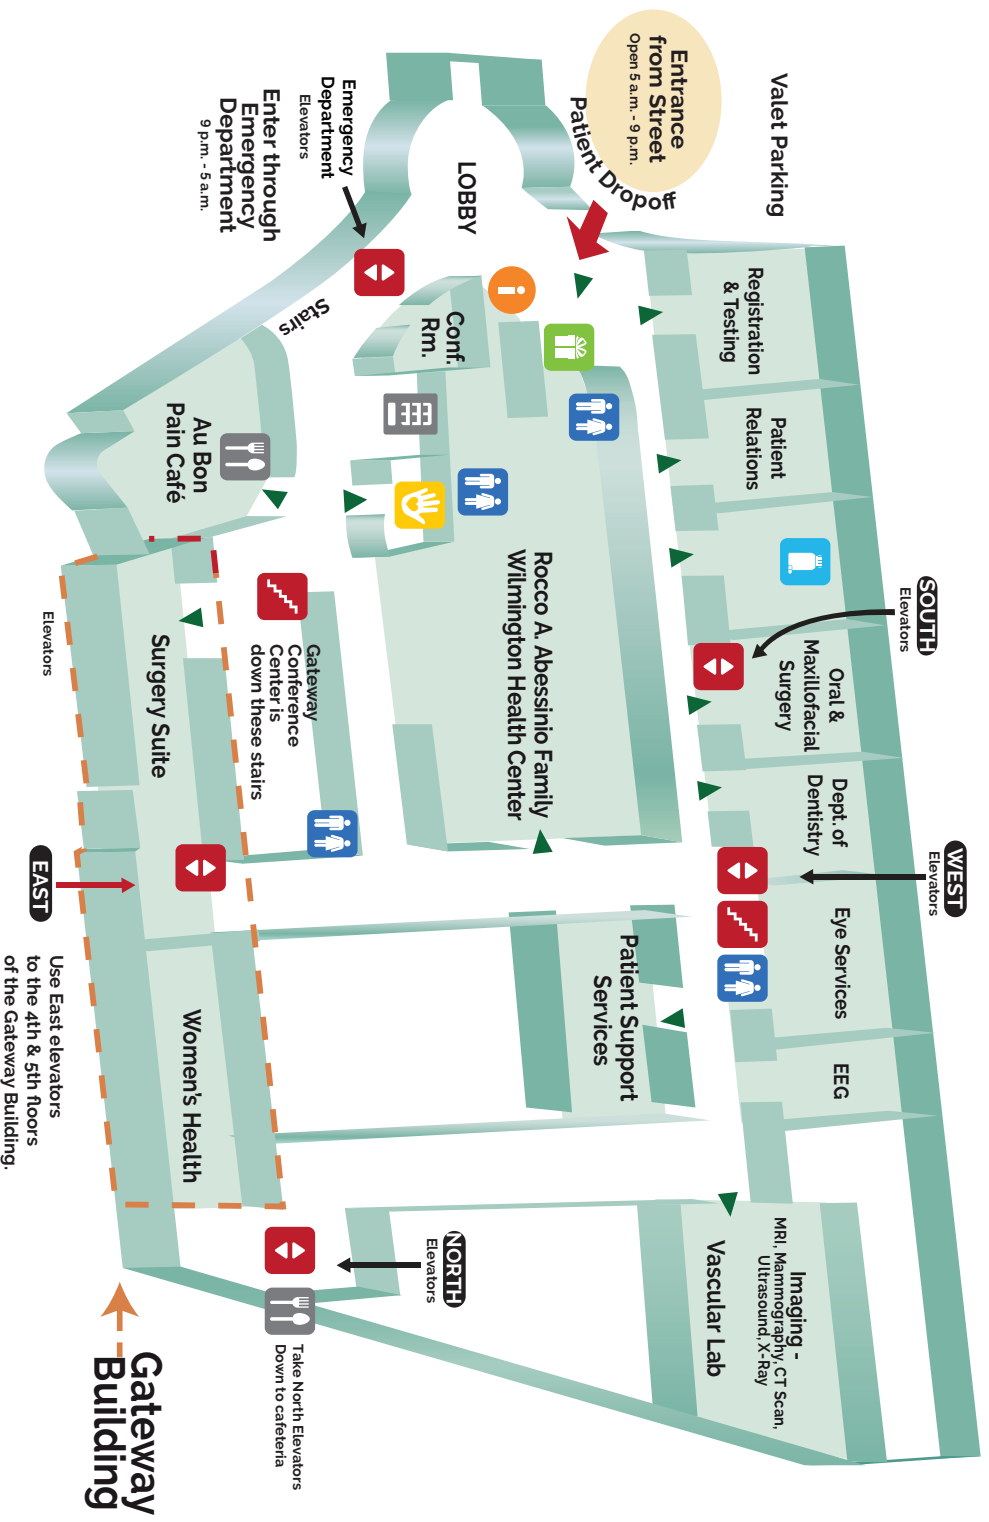 Valet Parking
Entrance
from Street
Open 5 a.m. - 9 p.m.
Patient Dropoff
LOBBY
Emergency
Department
Elevators
Enter through
Emergency
Department
9 p.m. - 5 a.m.
Stairs
Registration
& Testing
Patient
Relations
SOUTH
Elevators
Oral &
Maxillofacial
Surgery
Dept. of
Dentistry
WEST
Elevators
Eye Services
EEG
Imaging -
MRI, Mammography, CT Scan,
Ultrasound, X-Ray
Vascular Lab
Conf.
Rm.
Rocco A. Abessinio Family
Wilmington Health Center
Patient Support
Services
Au Bon
Pain Café
Gateway
Conference
Center is
down these stairs
Surgery Suite
Elevators
EAST
Use East elevators
to the 4th & 5th floors
of the Gateway Building.
Women's Health
NORTH
Elevators
Take North Elevators
Down to cafeteria
Gateway
Building